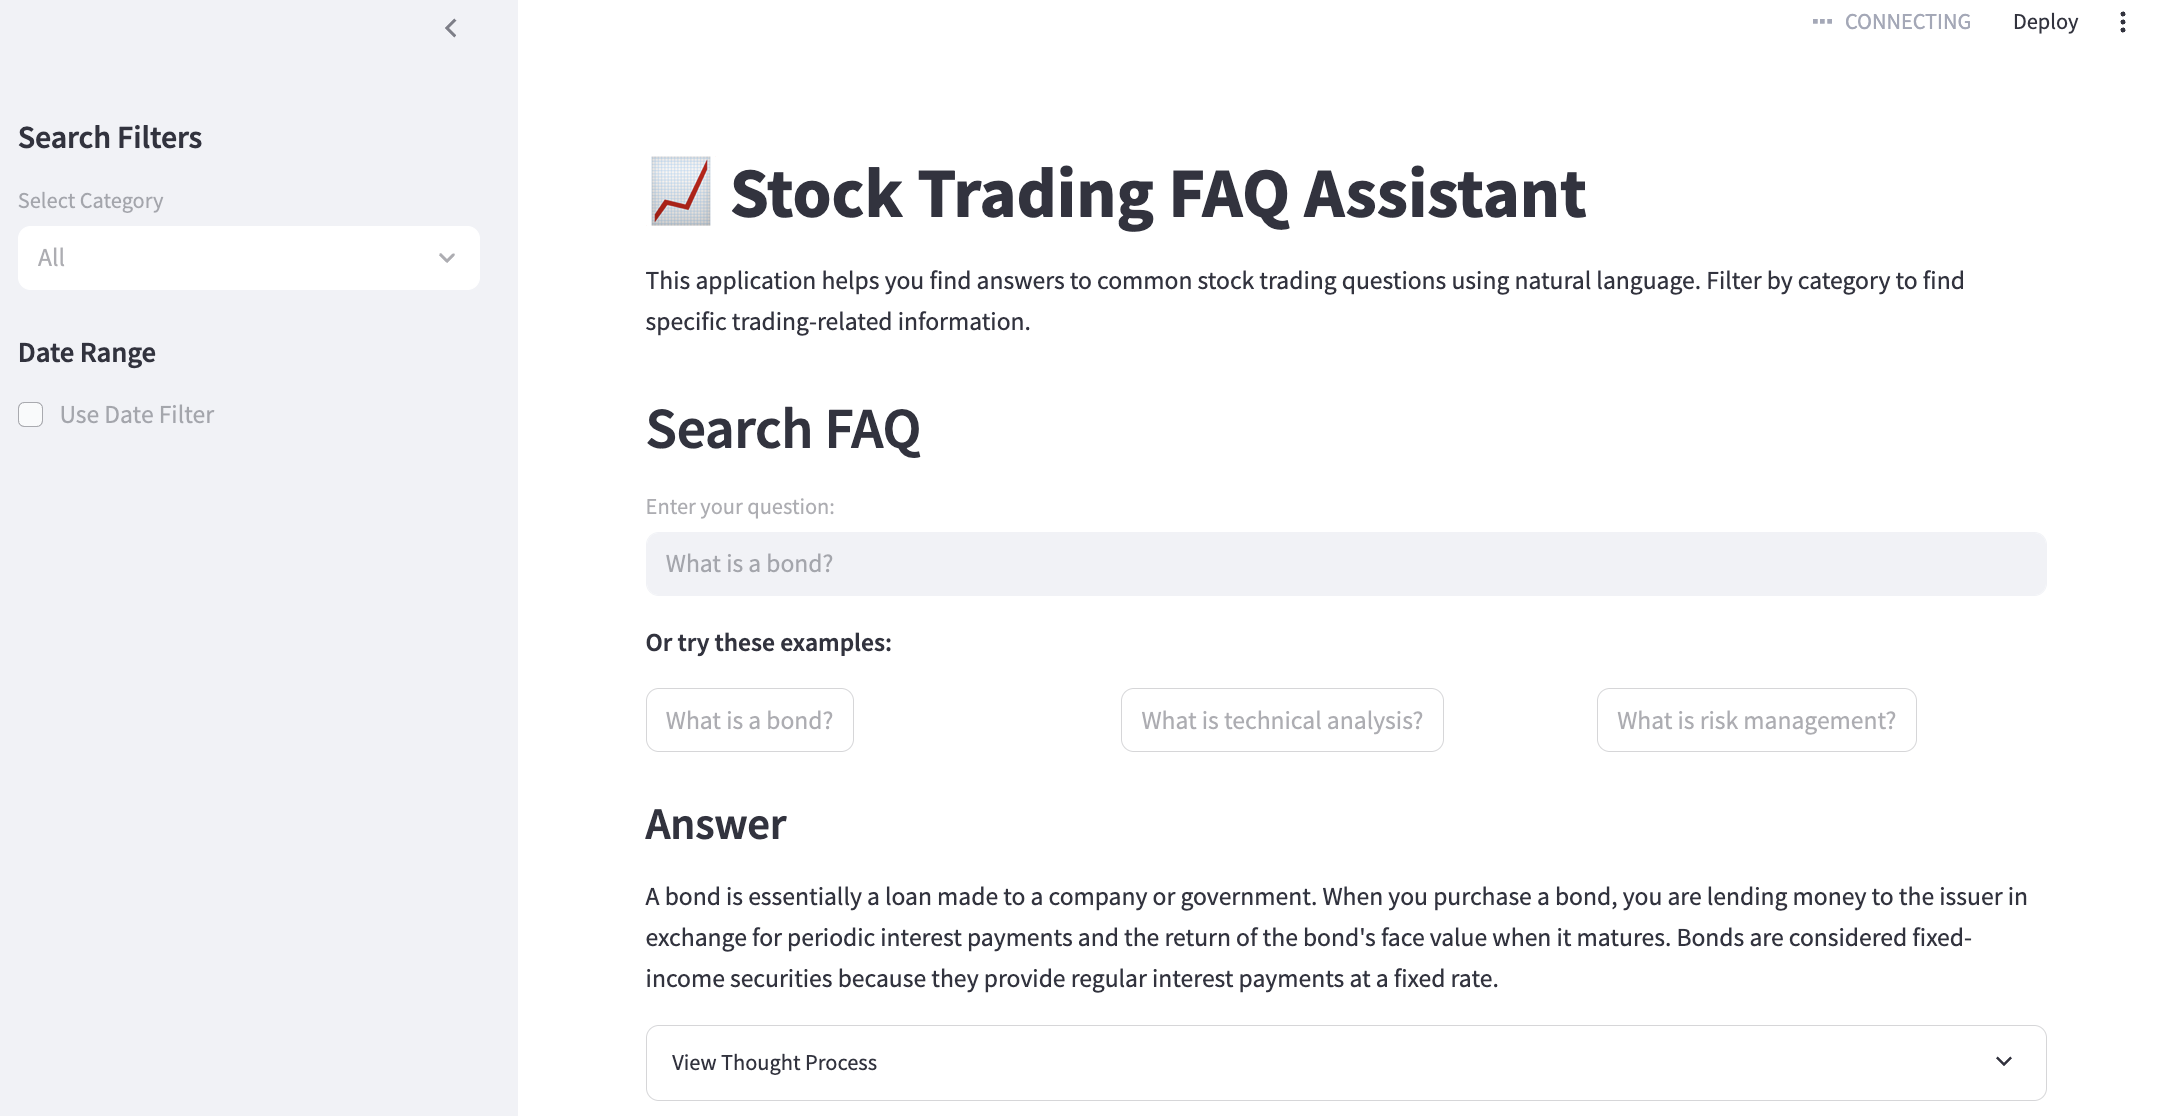 CONNECTING
Deploy
Search Filters
Select Category
All
Date Range
Use Date Filter
Stock Trading FAQ Assistant
This application helps you find answers to common stock trading questions using natural language. Filter by category to find
specific trading-related information.
Search FAQ
Enter your question:
What is a bond?
Or try these examples:
What is a bond?
What is technical analysis?
What is risk management?
Answer
A bond is essentially a loan made to a company or government. When you purchase a bond, you are lending money to the issuer in
exchange for periodic interest payments and the return of the bond's face value when it matures. Bonds are considered fixed-
income securities because they provide regular interest payments at a fixed rate.
View Thought Process